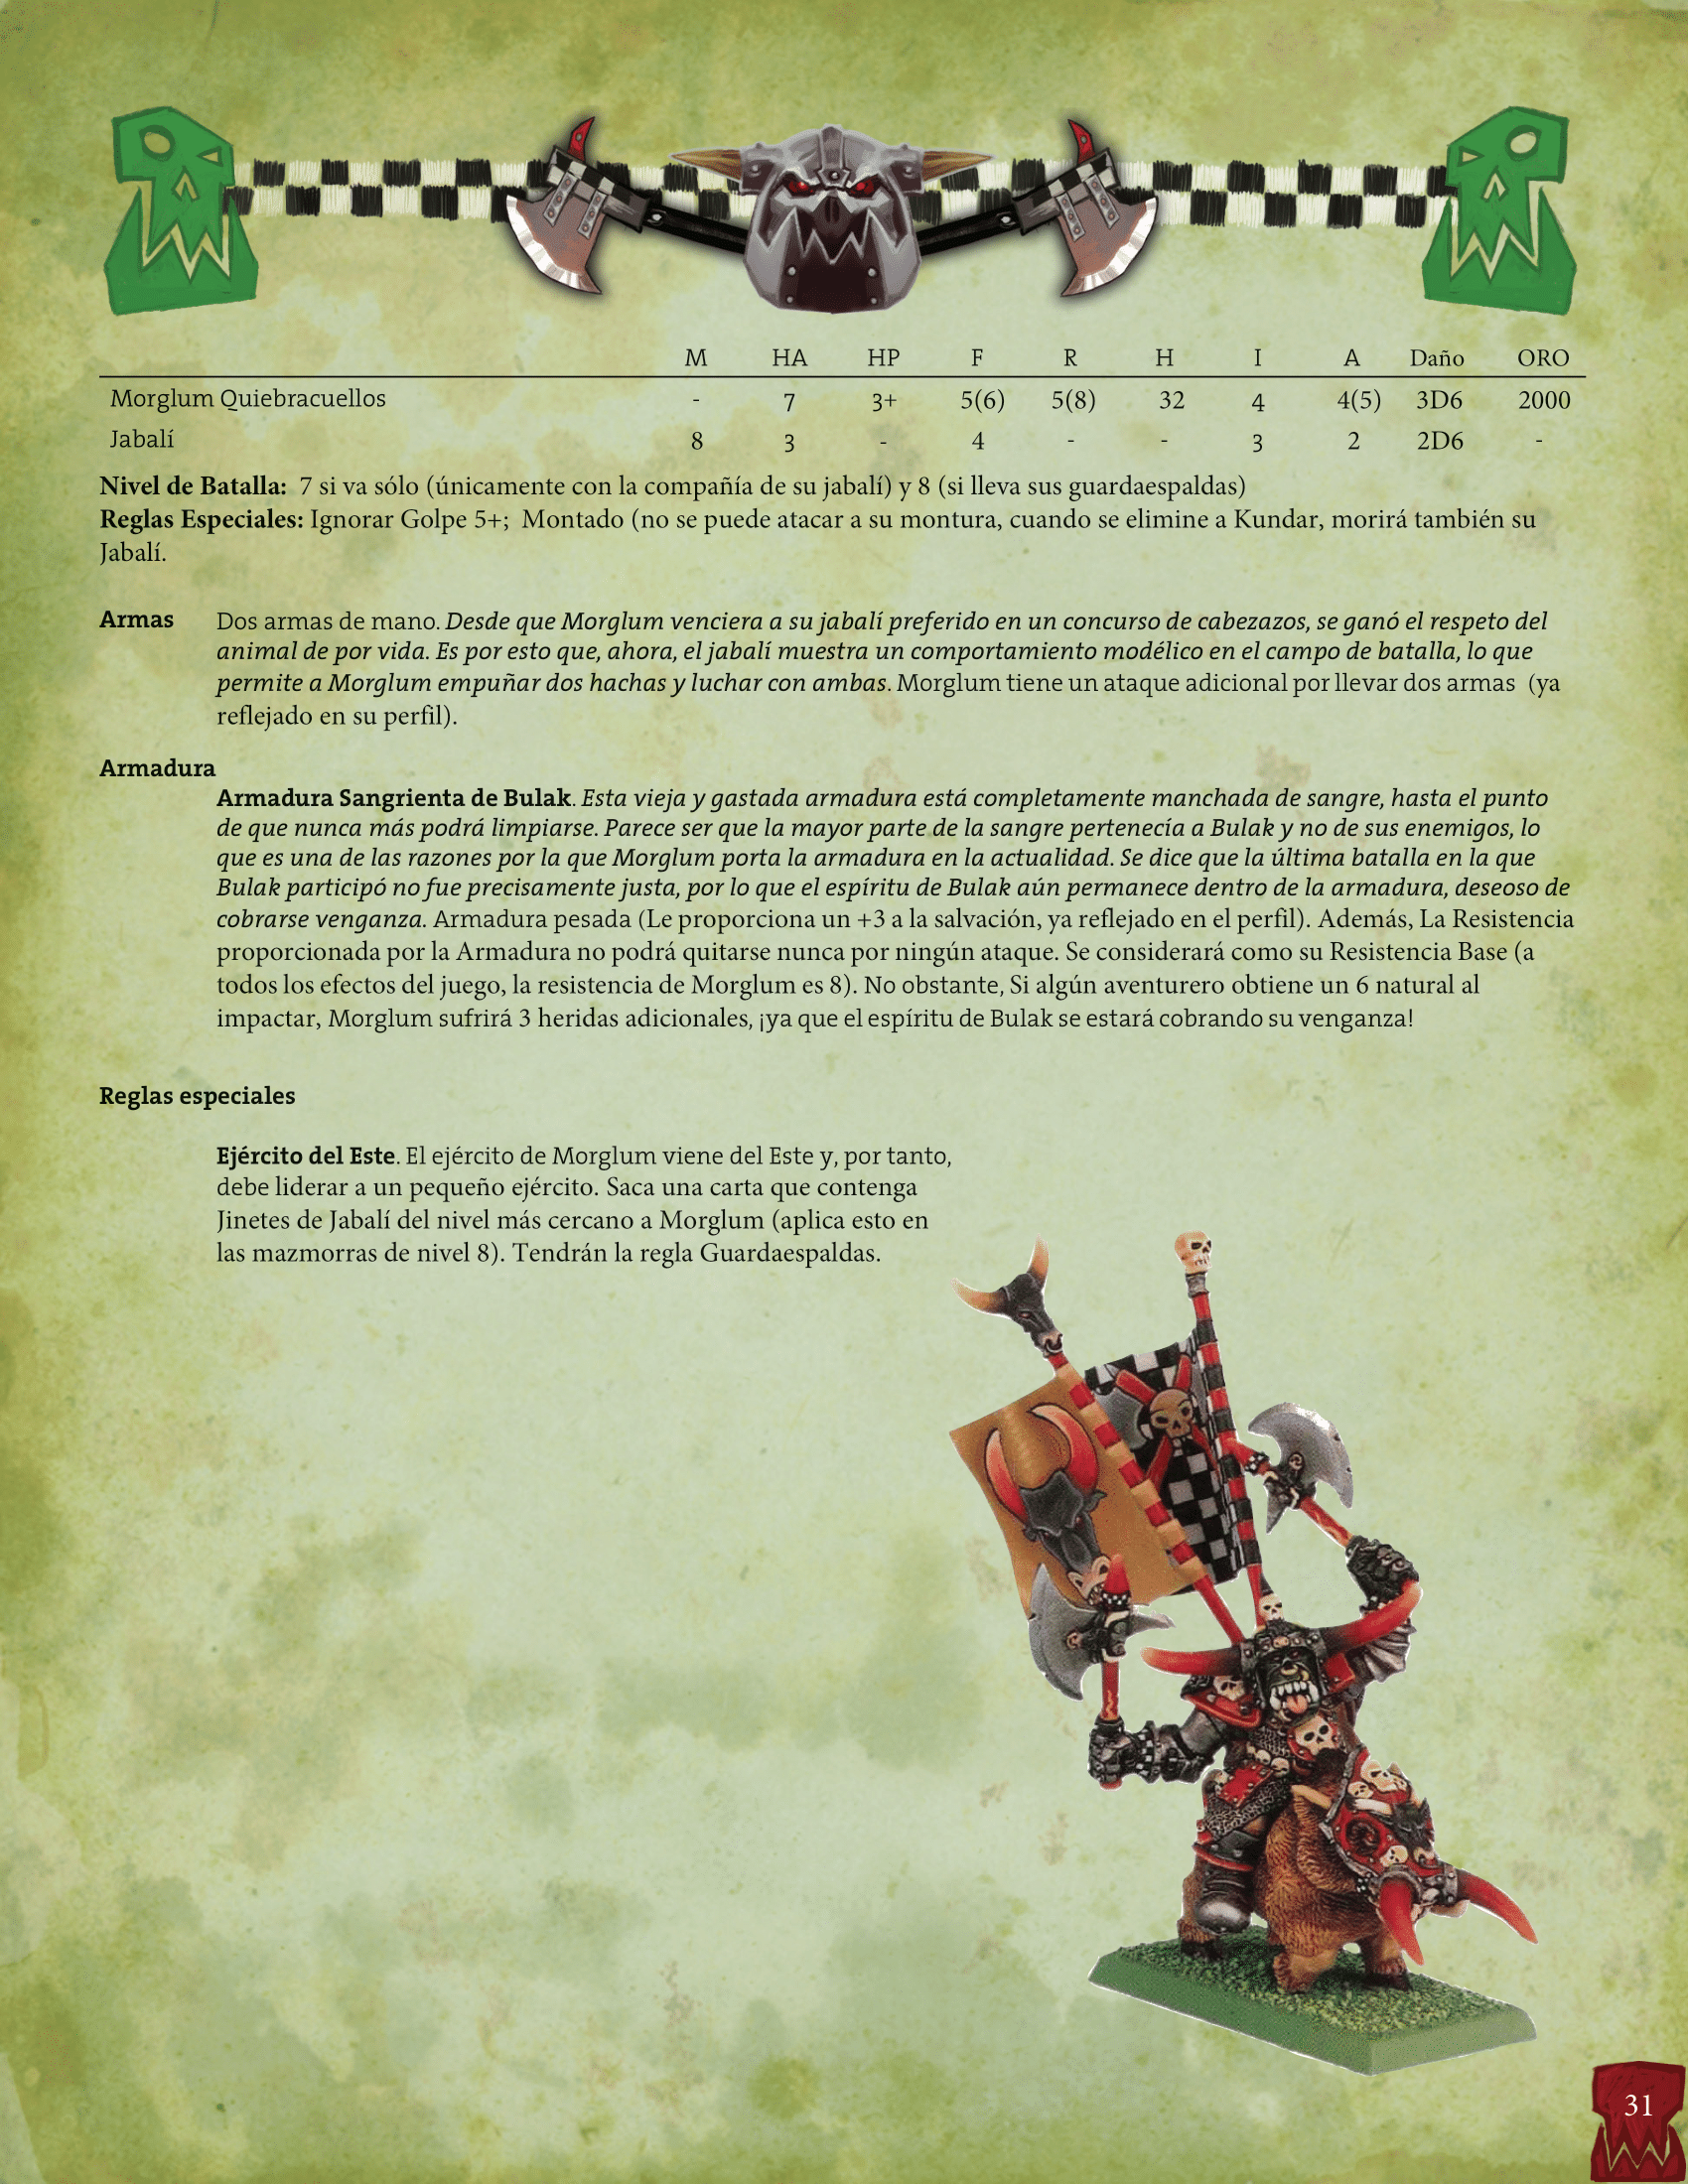 M HA HP F R H I A Daño ORO
Morglum Quiebracuellos - 7 3+ 5(6) 5(8) 32 4 4(5) 3D6 2000
Jabalí 8 3 - 4 - - 3 2 2D6 -
Nivel de Batalla: 7 si va sólo (únicamente con la compañía de su jabalí) y 8 (si lleva sus guardaespaldas)
Reglas Especiales: Ignorar Golpe 5+; Montado (no se puede atacar a su montura, cuando se elimine a Kundar, morirá también su
Jabalí.
Armas Dos armas de mano. Desde que Morglum venciera a su jabalí preferido en un concurso de cabezazos, se ganó el respeto del
animal de por vida. Es por esto que, ahora, el jabalí muestra un comportamiento modélico en el campo de batalla, lo que
permite a Morglum empuñar dos hachas y luchar con ambas. Morglum tiene un ataque adicional por llevar dos armas (ya
reflejado en su perfil).
Armadura
Armadura Sangrienta de Bulak. Esta vieja y gastada armadura está completamente manchada de sangre, hasta el punto
de que nunca más podrá limpiarse. Parece ser que la mayor parte de la sangre pertenecía a Bulak y no de sus enemigos, lo
que es una de las razones por la que Morglum porta la armadura en la actualidad. Se dice que la última batalla en la que
Bulak participó no fue precisamente justa, por lo que el espíritu de Bulak aún permanece dentro de la armadura, deseoso de
cobrarse venganza. Armadura pesada (Le proporciona un +3 a la salvación, ya reflejado en el perfil). Además, La Resistencia
proporcionada por la Armadura no podrá quitarse nunca por ningún ataque. Se considerará como su Resistencia Base (a
todos los efectos del juego, la resistencia de Morglum es 8). No obstante, Si algún aventurero obtiene un 6 natural al
impactar, Morglum sufrirá 3 heridas adicionales, ¡ya que el espíritu de Bulak se estará cobrando su venganza!
Reglas especiales
Ejército del Este. El ejército de Morglum viene del Este y, por tanto,
debe liderar a un pequeño ejército. Saca una carta que contenga
Jinetes de Jabalí del nivel más cercano a Morglum (aplica esto en
las mazmorras de nivel 8). Tendrán la regla Guardaespaldas.
31